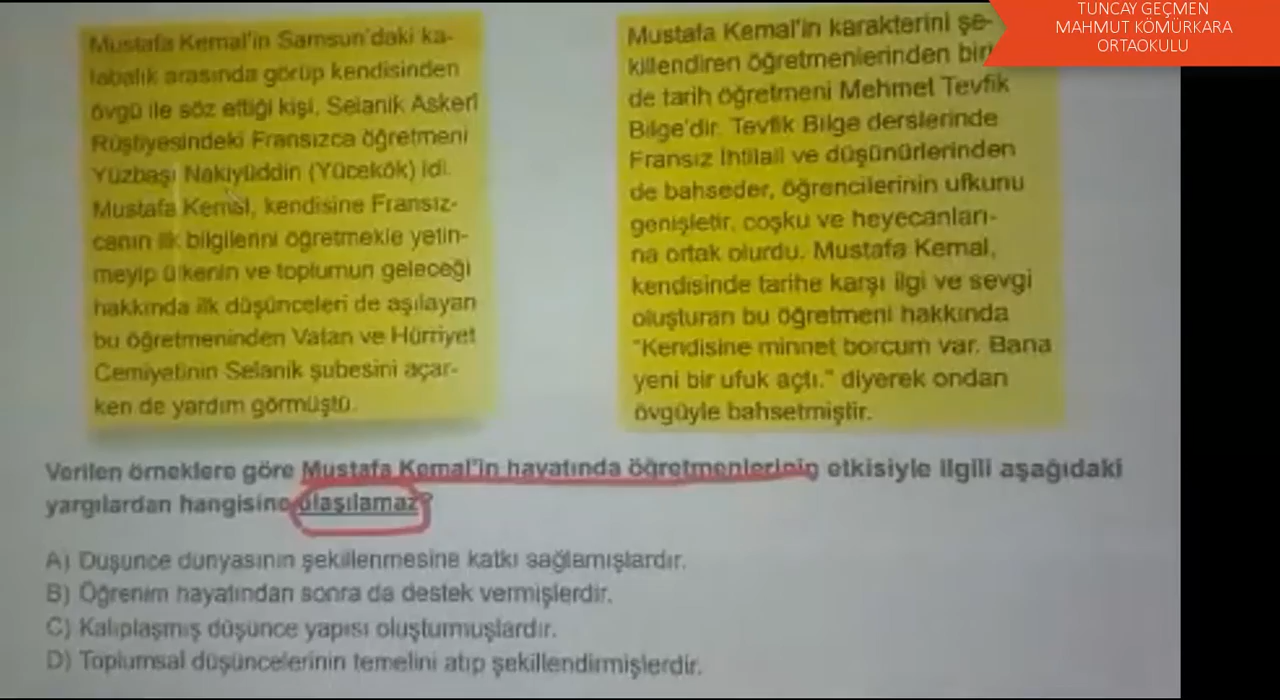 TUNCAY GEÇMEN
MAHMUT KÖMÜRKARA
ORTAOKULU
Mustafa Kemal'in Samsun'daki ka-
labalık arasında görüp kendisinden
övgü ile söz ettiği kişi, Selanik Askerî
Rüştiyesindeki Fransızca öğretmeni
Yüzbaşı Nakiyüddin (Yücekök) idi.
Mustafa Kemal, kendisine Fransız-
canın ilk bilgilerini öğretmekle yetin-
meyip ülkenin ve toplumun geleceği
hakkında ilk düşünceleri de aşılayan
bu öğretmeninden Vatan ve Hürriyet
Cemiyetinin Selanik şubesini açar-
ken de yardım görmüştü.
Mustafa Kemal'in karakterini şe-
killendiren öğretmenlerinden biri
de tarih öğretmeni Mehmet Tevfik
Bilge'dir. Tevfik Bilge derslerinde
Fransız İhtilali ve düşünürlerinden
de bahseder, öğrencilerinin ufkunu
genişletir, coşku ve heyecanları-
na ortak olurdu. Mustafa Kemal,
kendisinde tarihe karşı ilgi ve sevgi
oluşturan bu öğretmeni hakkında
"Kendisine minnet borcum var. Bana
yeni bir ufuk açtı." diyerek ondan
övgüyle bahsetmiştir.
Verilen örneklere göre Mustafa Kemal'in hayatında öğretmenlerinin etkisiyle ilgili aşağıdaki
yargılardan hangisine ulaşılamaz?
A) Düşünce dünyasının şekillenmesine katkı sağlamışlardır.
B) Öğrenim hayatından sonra da destek vermişlerdir.
C) Kalıplaşmış düşünce yapısı oluşturmuşlardır.
D) Toplumsal düşüncelerinin temelini atıp şekillendirmişlerdir.